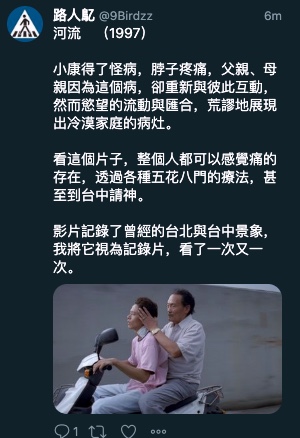 路人鼿 @9Birdzz 6m
河流 （1997）
小康得了怪病，脖子疼痛，父親、母
親因為這個病，卻重新與彼此互動，
然而慾望的流動與匯合，荒謬地展現
出冷漠家庭的病灶。
看這個片子，整個人都可以感覺痛的
存在，透過各種五花八門的療法，甚
至到台中請神。
影片記錄了曾經的台北與台中景象，
我將它視為記錄片，看了一次又一
次。
1